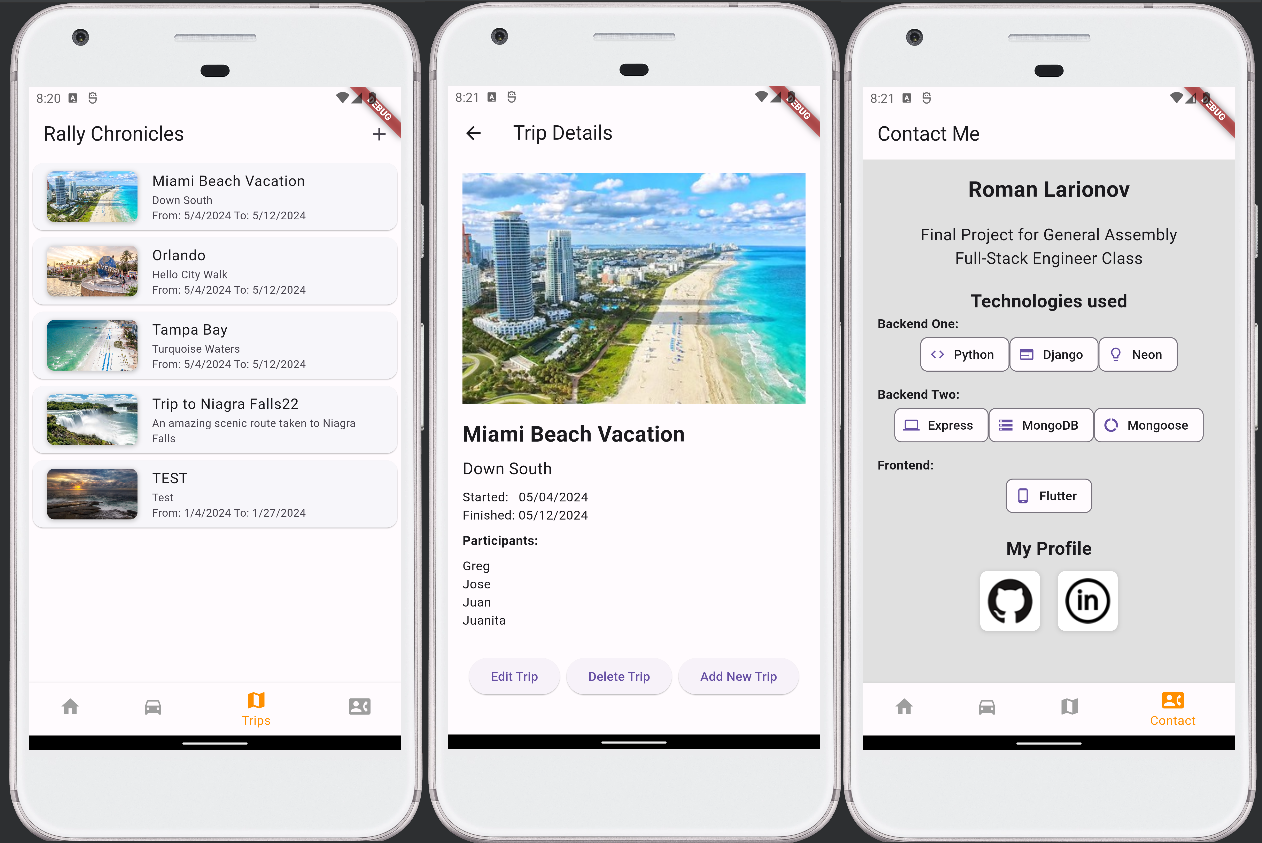 8:20
DEBUG
Rally Chronicles
+
Miami Beach Vacation
Down South
From: 5/4/2024 To: 5/12/2024
Orlando
Hello City Walk
From: 5/4/2024 To: 5/12/2024
Tampa Bay
Turquoise Waters
From: 5/4/2024 To: 5/12/2024
Trip to Niagra Falls22
An amazing scenic route taken to Niagra
Falls
TEST
Test
From: 1/4/2024 To: 1/27/2024
Trips
8:21
DEBUG
Trip Details
Miami Beach Vacation
Down South
Started: 05/04/2024
Finished: 05/12/2024
Participants:
Greg
Jose
Juan
Juanita
Edit Trip Delete Trip Add New Trip
8:21
DEBUG
Contact Me
Roman Larionov
Final Project for General Assembly
Full-Stack Engineer Class
Technologies used
Backend One:
Python Django Neon
Backend Two:
Express MongoDB Mongoose
Frontend:
Flutter
My Profile
in
Contact